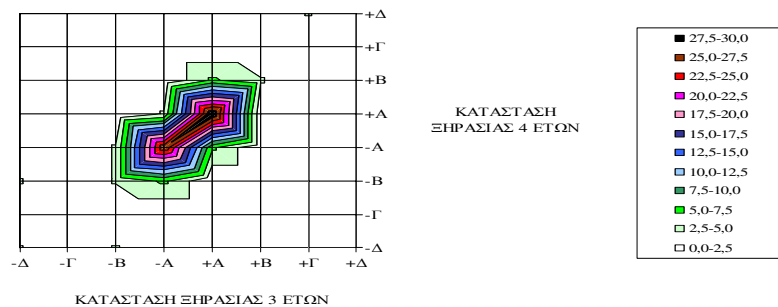 +Δ
+Γ
+B
+A
-A
-B
-Γ
-Δ
-Δ -Γ -B -A +A +B +Γ +Δ
ΚΑΤΑΣΤΑΣΗ ΞΗΡΑΣΙΑΣ 3 ΕΤΩΝ
ΚΑΤΑΣΤΑΣΗ
ΞΗΡΑΣΙΑΣ 4 ΕΤΩΝ
27,5-30,0
25,0-27,5
22,5-25,0
20,0-22,5
17,5-20,0
15,0-17,5
12,5-15,0
10,0-12,5
7,5-10,0
5,0-7,5
2,5-5,0
0,0-2,5